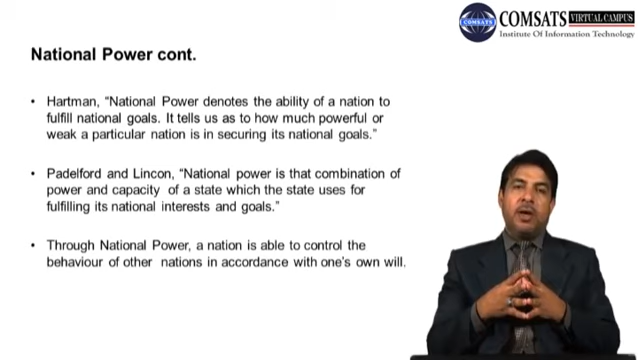 COMSATS VIRTUAL CAMPUS
Institute Of Information Technology
National Power cont.
• Hartman, “National Power denotes the ability of a nation to
fulfill national goals. It tells us as to how much powerful or
weak a particular nation is in securing its national goals.”
• Padelford and Lincon, “National power is that combination of
power and capacity of a state which the state uses for
fulfilling its national interests and goals.”
• Through National Power, a nation is able to control the
behaviour of other nations in accordance with one’s own will.